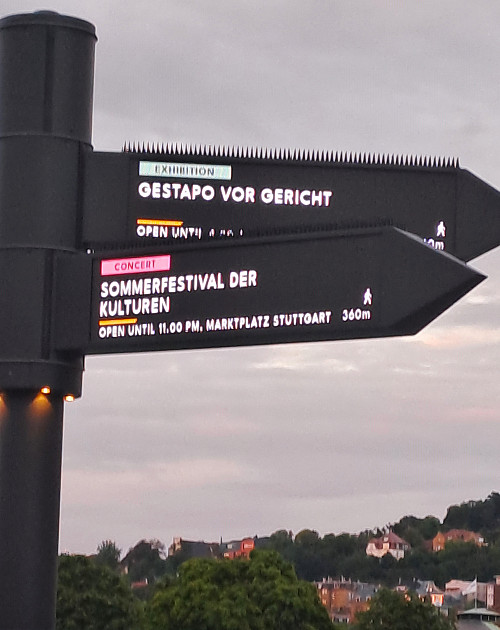 EXHIBITION
GESTAPO VOR GERICHT
OPEN UNTIL
CONCERT
SOMMERFESTIVAL DER
KULTUREN
OPEN UNTIL 11.00 PM, MARKTPLATZ STUTTGART 360m